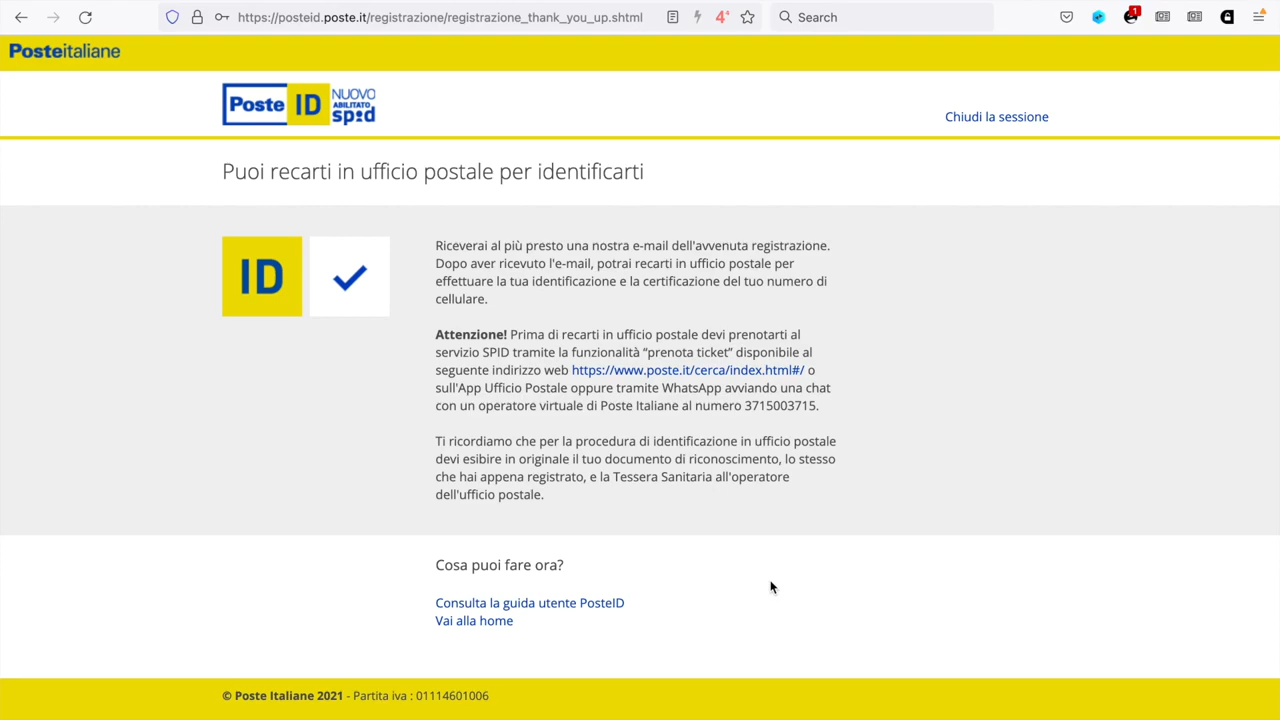 https://posteid.poste.it/registrazione/registrazione_thank_you_up.shtml
4⁴
Search
1
Posteitaliane
Poste ID NUOVO ABILITATO spid
Chiudi la sessione
Puoi recarti in ufficio postale per identificarti
ID
Riceverai al più presto una nostra e-mail dell'avvenuta registrazione.
Dopo aver ricevuto l'e-mail, potrai recarti in ufficio postale per
effettuare la tua identificazione e la certificazione del tuo numero di
cellulare.
Attenzione! Prima di recarti in ufficio postale devi prenotarti al
servizio SPID tramite la funzionalità “prenota ticket” disponibile al
seguente indirizzo web https://www.poste.it/cerca/index.html#/ o
sull'App Ufficio Postale oppure tramite WhatsApp avviando una chat
con un operatore virtuale di Poste Italiane al numero 3715003715.
Ti ricordiamo che per la procedura di identificazione in ufficio postale
devi esibire in originale il tuo documento di riconoscimento, lo stesso
che hai appena registrato, e la Tessera Sanitaria all'operatore
dell'ufficio postale.
Cosa puoi fare ora?
Consulta la guida utente PosteID
Vai alla home
© Poste Italiane 2021 - Partita iva : 01114601006